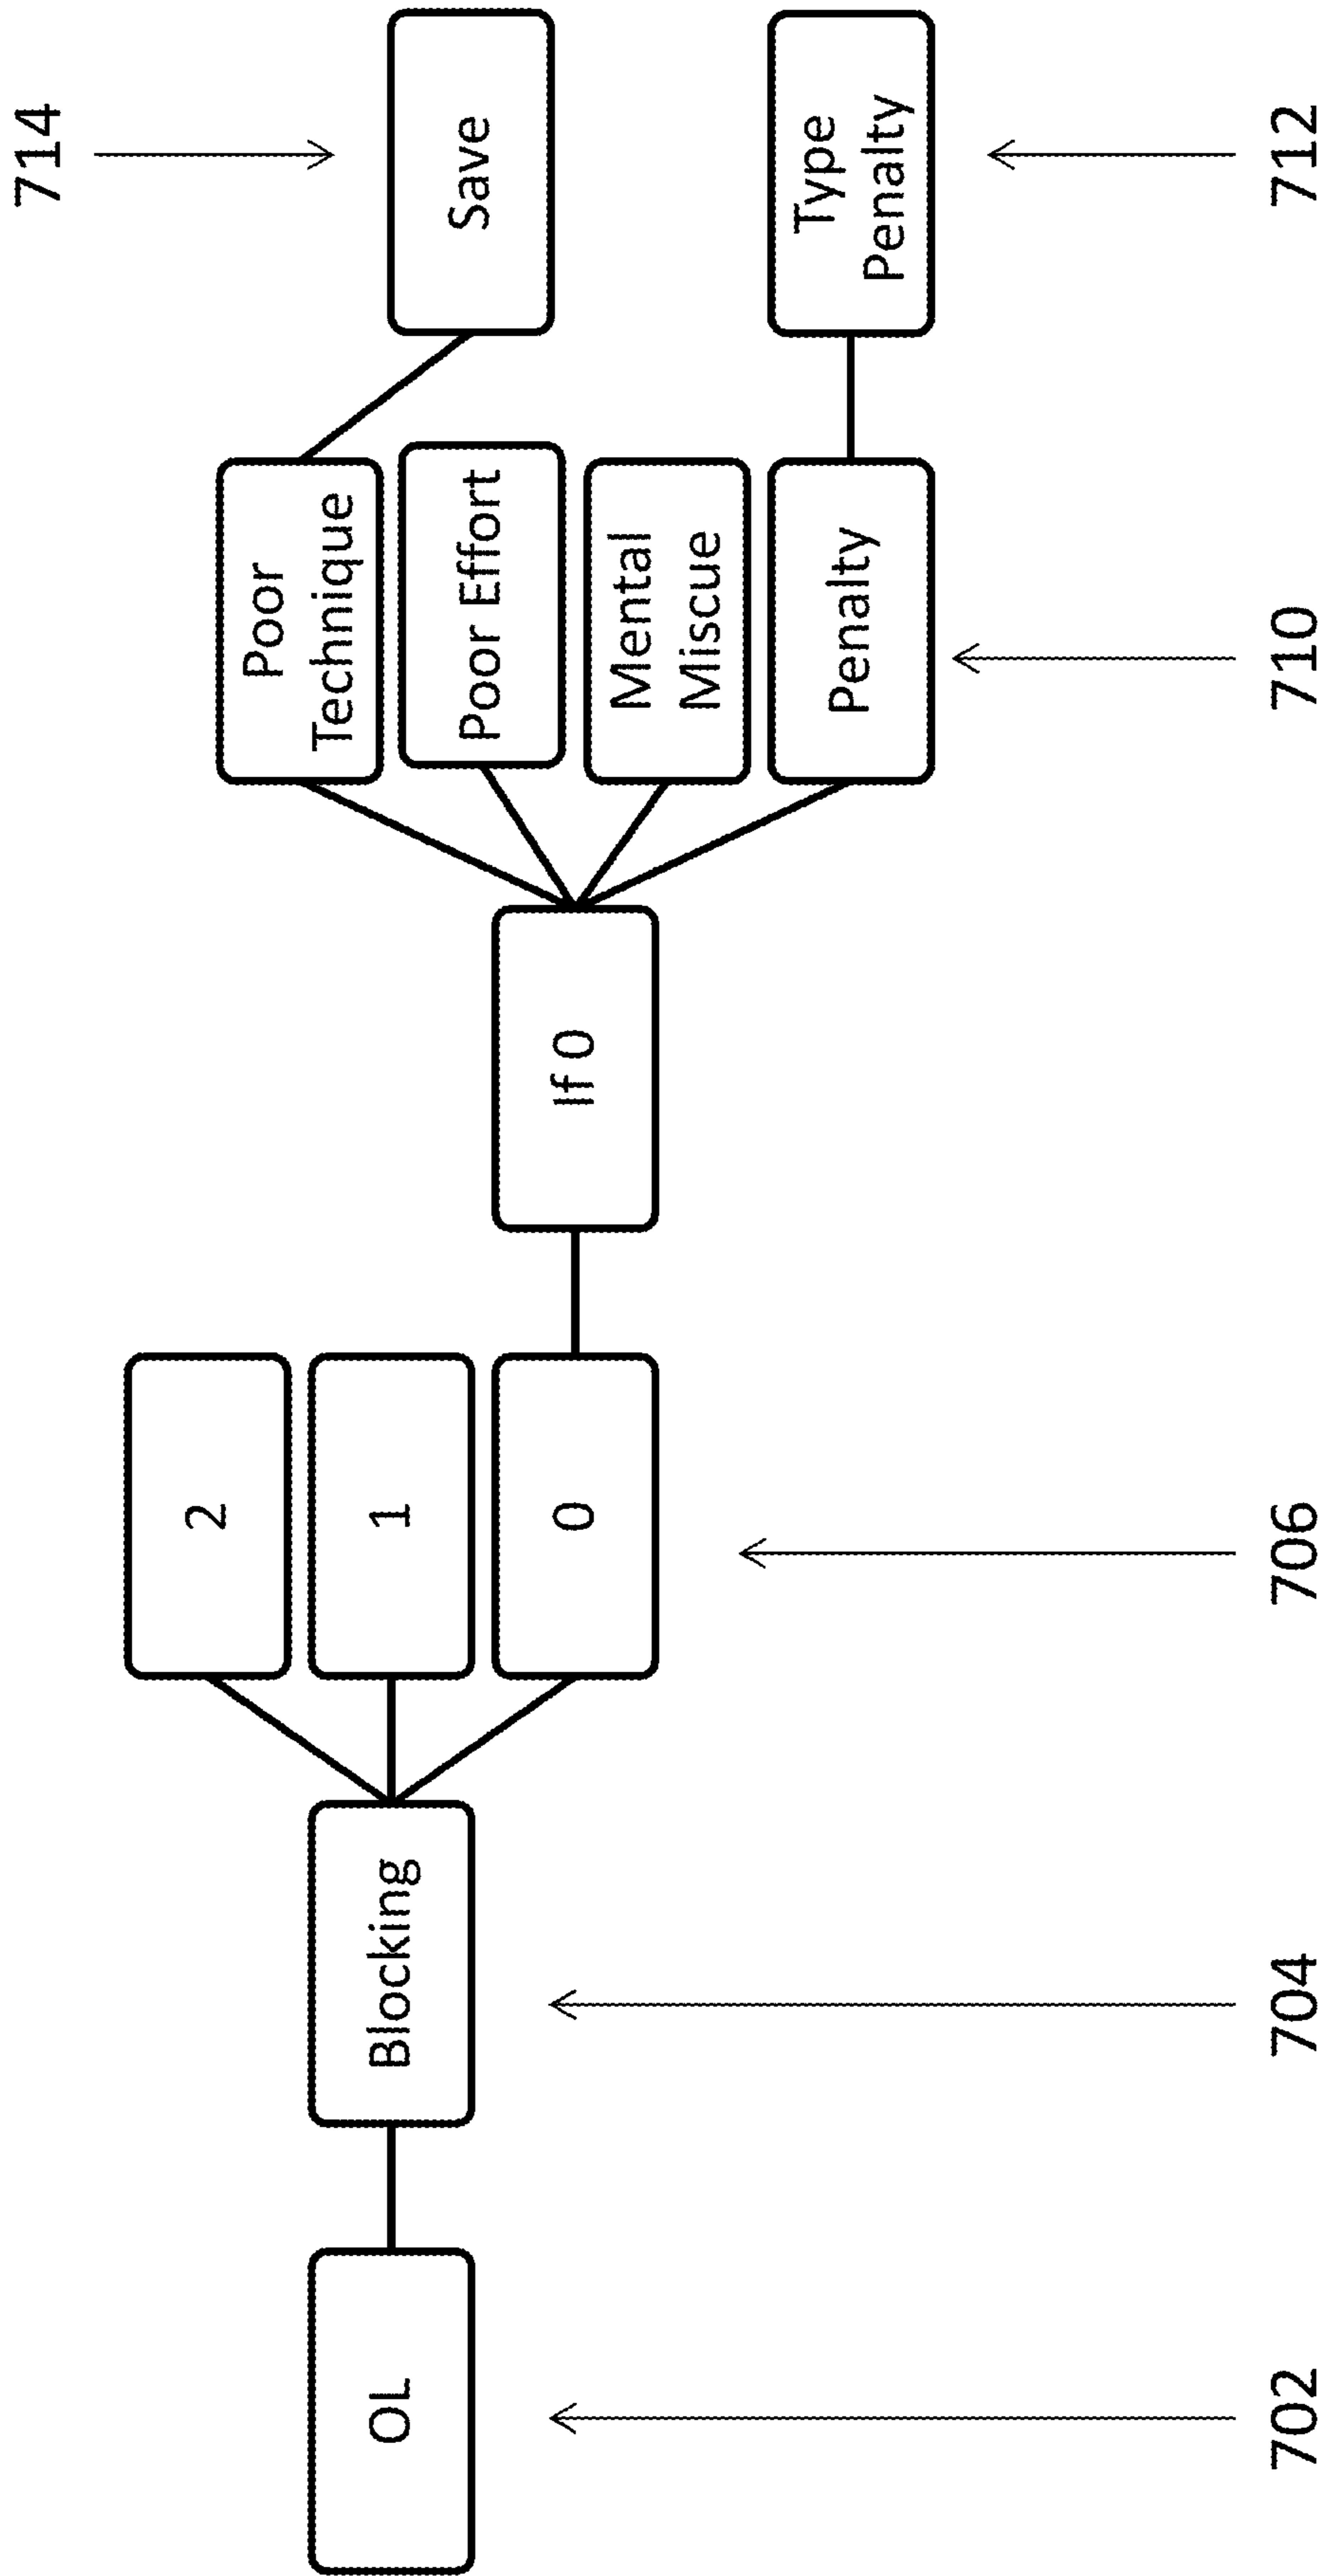 714
OL
Blocking
2
1
0
If 0
Poor
Technique
Poor Effort
Mental
Miscue
Penalty
Save
Type
Penalty
702
704
706
710
712